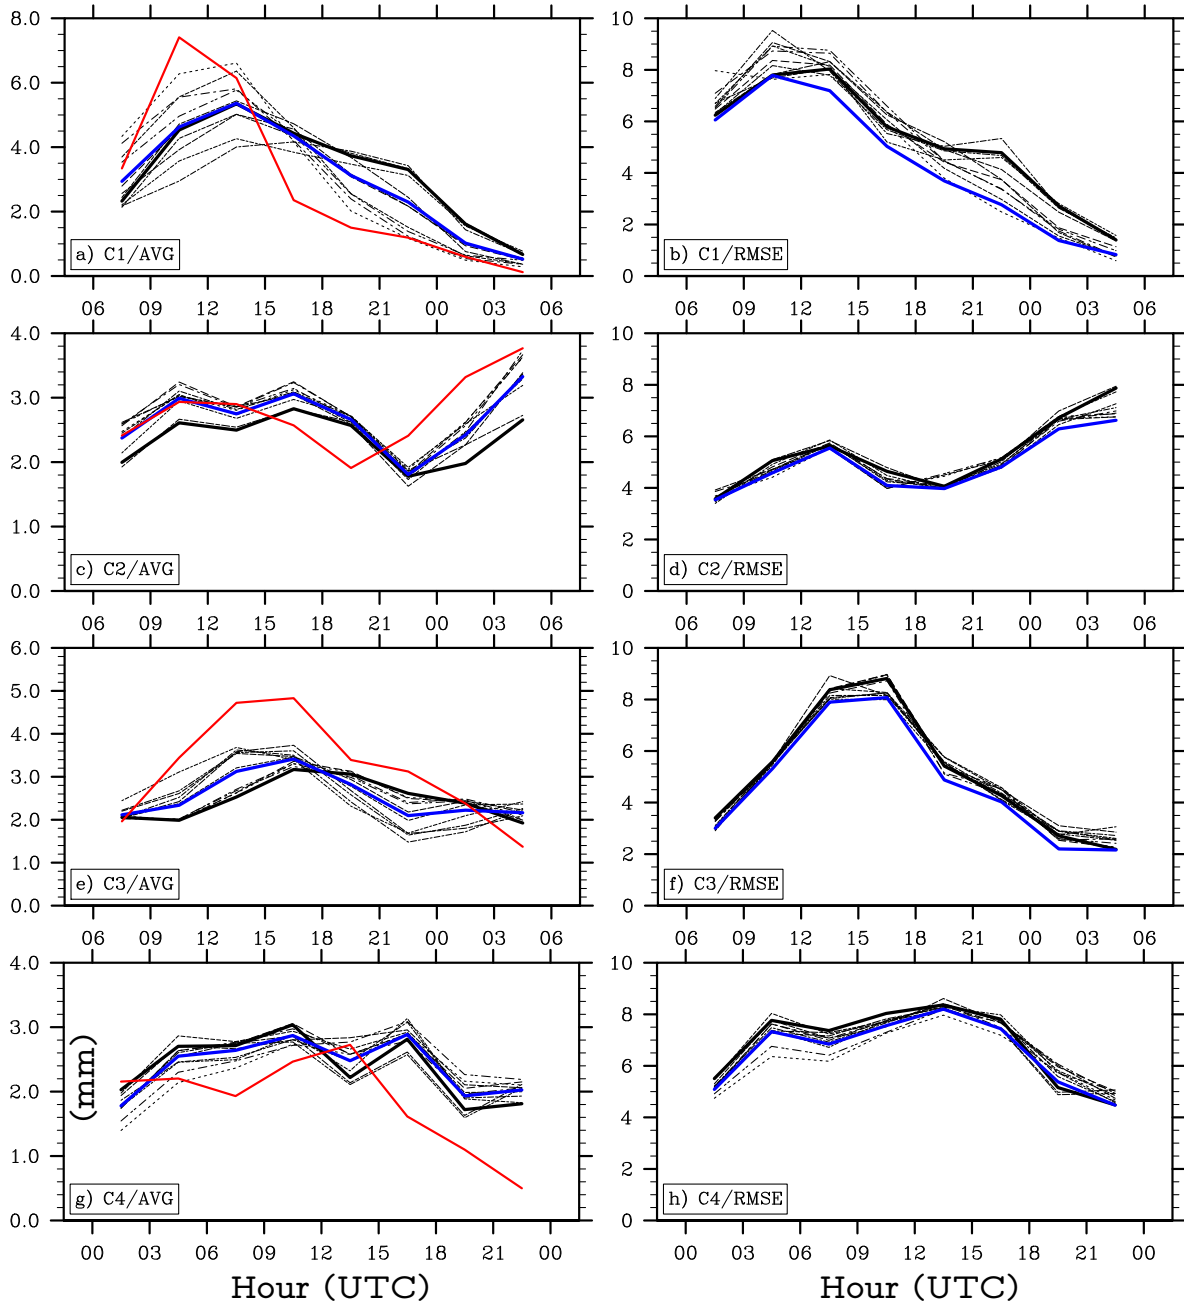 8.0
6.0
4.0
2.0
0.0
a) C1/AVG
06 09 12 15 18 21 00 03 06
10
8
6
4
2
0
b) C1/RMSE
06 09 12 15 18 21 00 03 06
4.0
3.0
2.0
1.0
0.0
c) C2/AVG
06 09 12 15 18 21 00 03 06
10
8
6
4
2
0
d) C2/RMSE
06 09 12 15 18 21 00 03 06
6.0
5.0
4.0
3.0
2.0
1.0
0.0
e) C3/AVG
06 09 12 15 18 21 00 03 06
10
8
6
4
2
0
f) C3/RMSE
06 09 12 15 18 21 00 03 06
4.0
3.0
2.0
1.0
0.0
(mm)
g) C4/AVG
00 03 06 09 12 15 18 21 00
Hour (UTC)
10
8
6
4
2
0
h) C4/RMSE
00 03 06 09 12 15 18 21 00
Hour (UTC)